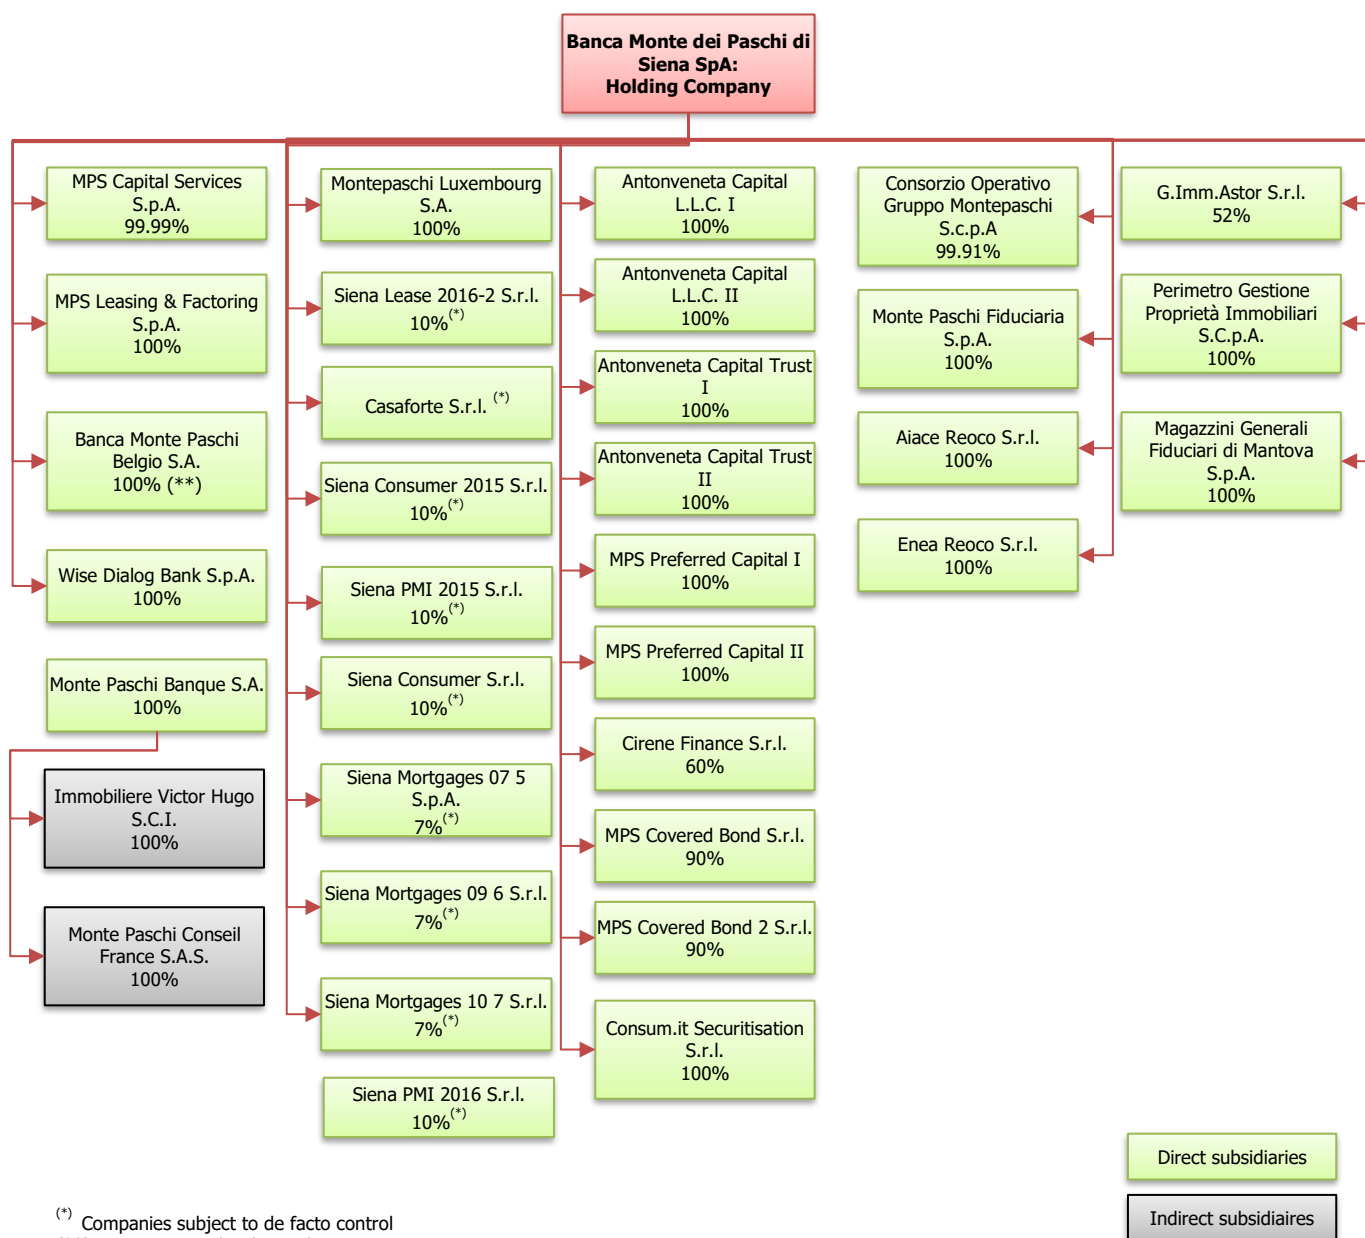 Banca Monte dei Paschi di
Siena SpA:
Holding Company
MPS Capital Services
S.p.A.
99.99%
MPS Leasing & Factoring
S.p.A.
100%
Banca Monte Paschi
Belgio S.A.
100% (**)
Wise Dialog Bank S.p.A.
100%
Monte Paschi Banque S.A.
100%
Immobiliere Victor Hugo
S.C.I.
100%
Monte Paschi Conseil
France S.A.S.
100%
Montepaschi Luxembourg
S.A.
100%
Siena Lease 2016-2 S.r.l.
10%(*)
Casaforte S.r.l. (*)
Siena Consumer 2015 S.r.l.
10%(*)
Siena PMI 2015 S.r.l.
10%(*)
Siena Consumer S.r.l.
10%(*)
Siena Mortgages 07 5
S.p.A.
7%(*)
Siena Mortgages 09 6 S.r.l.
7%(*)
Siena Mortgages 10 7 S.r.l.
7%(*)
Siena PMI 2016 S.r.l.
10%(*)
Antonveneta Capital
L.L.C. I
100%
Antonveneta Capital
L.L.C. II
100%
Antonveneta Capital Trust
I
100%
Antonveneta Capital Trust
II
100%
MPS Preferred Capital I
100%
MPS Preferred Capital II
100%
Cirene Finance S.r.l.
60%
MPS Covered Bond S.r.l.
90%
MPS Covered Bond 2 S.r.l.
90%
Consum.it Securitisation
S.r.l.
100%
Consorzio Operativo
Gruppo Montepaschi
S.c.p.A
99.91%
Monte Paschi Fiduciaria
S.p.A.
100%
Aiace Reoco S.r.l.
100%
Enea Reoco S.r.l.
100%
G.Imm.Astor S.r.l.
52%
Perimetro Gestione
Proprietà Immobiliari
S.C.p.A.
100%
Magazzini Generali
Fiduciari di Mantova
S.p.A.
100%
Direct subsidiaries
Indirect subsidiaires
(*) Companies subject to de facto control